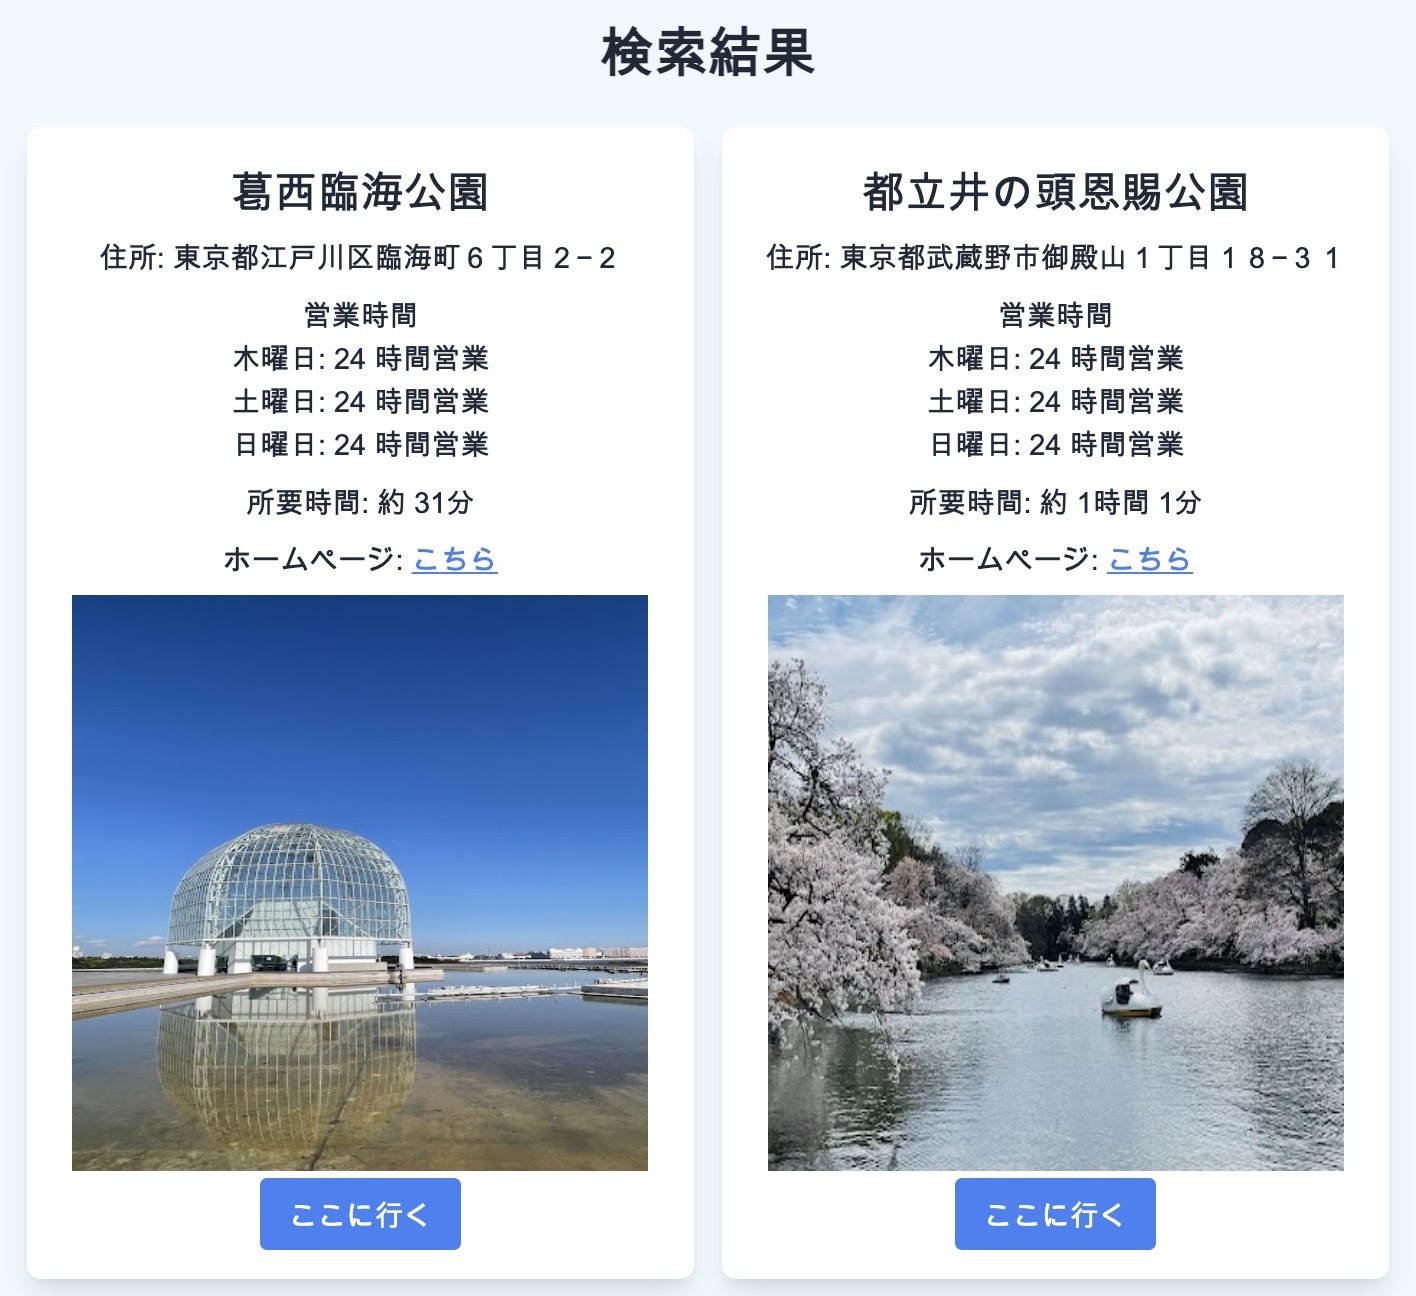 検索結果
葛西臨海公園
住所: 東京都江戸川区臨海町６丁目２−２
営業時間
木曜日: 24 時間営業
土曜日: 24 時間営業
日曜日: 24 時間営業
所要時間: 約 31分
ホームページ: こちら
ここに行く
都立井の頭恩賜公園
住所: 東京都武蔵野市御殿山１丁目１８−３１
営業時間
木曜日: 24 時間営業
土曜日: 24 時間営業
日曜日: 24 時間営業
所要時間: 約 1時間 1分
ホームページ: こちら
ここに行く